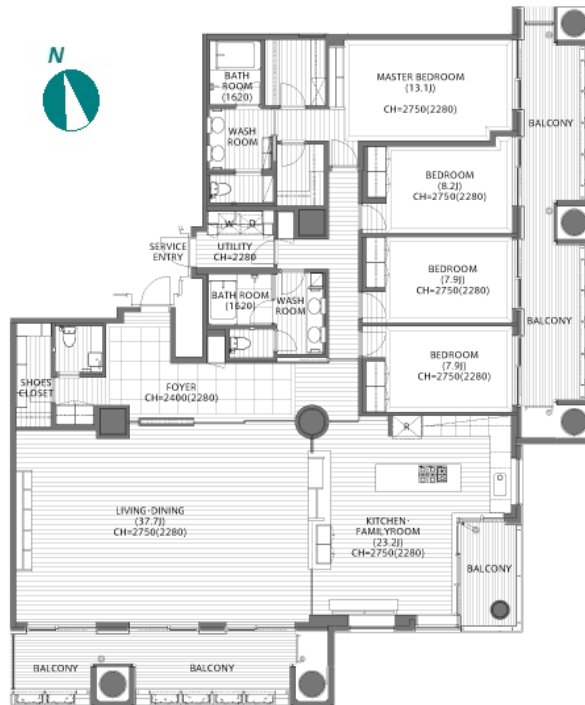 N
BATH
ROOM
(1620)
MASTER BEDROOM
(13.1J)
CH=2750(2280)
WASH
ROOM
BALCONY
BEDROOM
(8.2J)
CH=2750(2280)
W
D
SERVICE
ENTRY
UTILITY
CH=2280
BEDROOM
(7.9J)
CH=2750(2280)
BATH ROOM
(1620)
WASH
ROOM
BALCONY
BEDROOM
(7.9J)
CH=2750(2280)
SHOES
CLOSET
FOYER
CH=2400(2280)
R
LIVING·DINING
(37.7J)
CH=2750(2280)
KITCHEN·
FAMILYROOM
(23.2J)
CH=2750(2280)
BALCONY
BALCONY
BALCONY